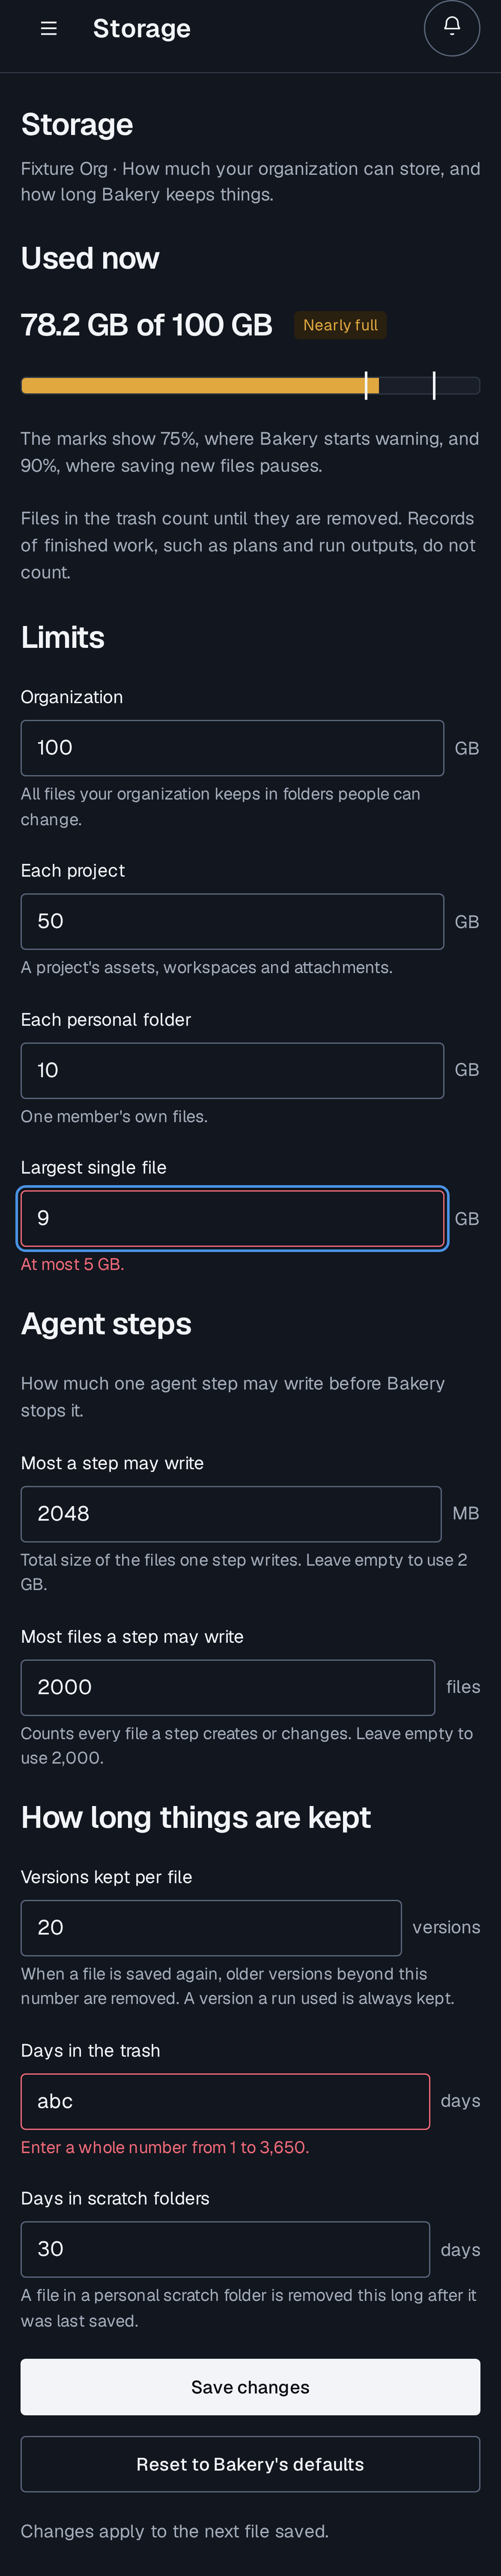 Storage
Storage
Fixture Org · How much your organization can store, and
how long Bakery keeps things.
Used now
78.2 GB of 100 GB
Nearly full
The marks show 75%, where Bakery starts warning, and
90%, where saving new files pauses.
Files in the trash count until they are removed. Records
of finished work, such as plans and run outputs, do not
count.
Limits
Organization
100
GB
All files your organization keeps in folders people can
change.
Each project
50
GB
A project's assets, workspaces and attachments.
Each personal folder
10
GB
One member's own files.
Largest single file
9
GB
At most 5 GB.
Agent steps
How much one agent step may write before Bakery
stops it.
Most a step may write
2048
MB
Total size of the files one step writes. Leave empty to use 2
GB.
Most files a step may write
2000
files
Counts every file a step creates or changes. Leave empty to
use 2,000.
How long things are kept
Versions kept per file
20
versions
When a file is saved again, older versions beyond this
number are removed. A version a run used is always kept.
Days in the trash
abc
days
Enter a whole number from 1 to 3,650.
Days in scratch folders
30
days
A file in a personal scratch folder is removed this long after it
was last saved.
Save changes
Reset to Bakery's defaults
Changes apply to the next file saved.